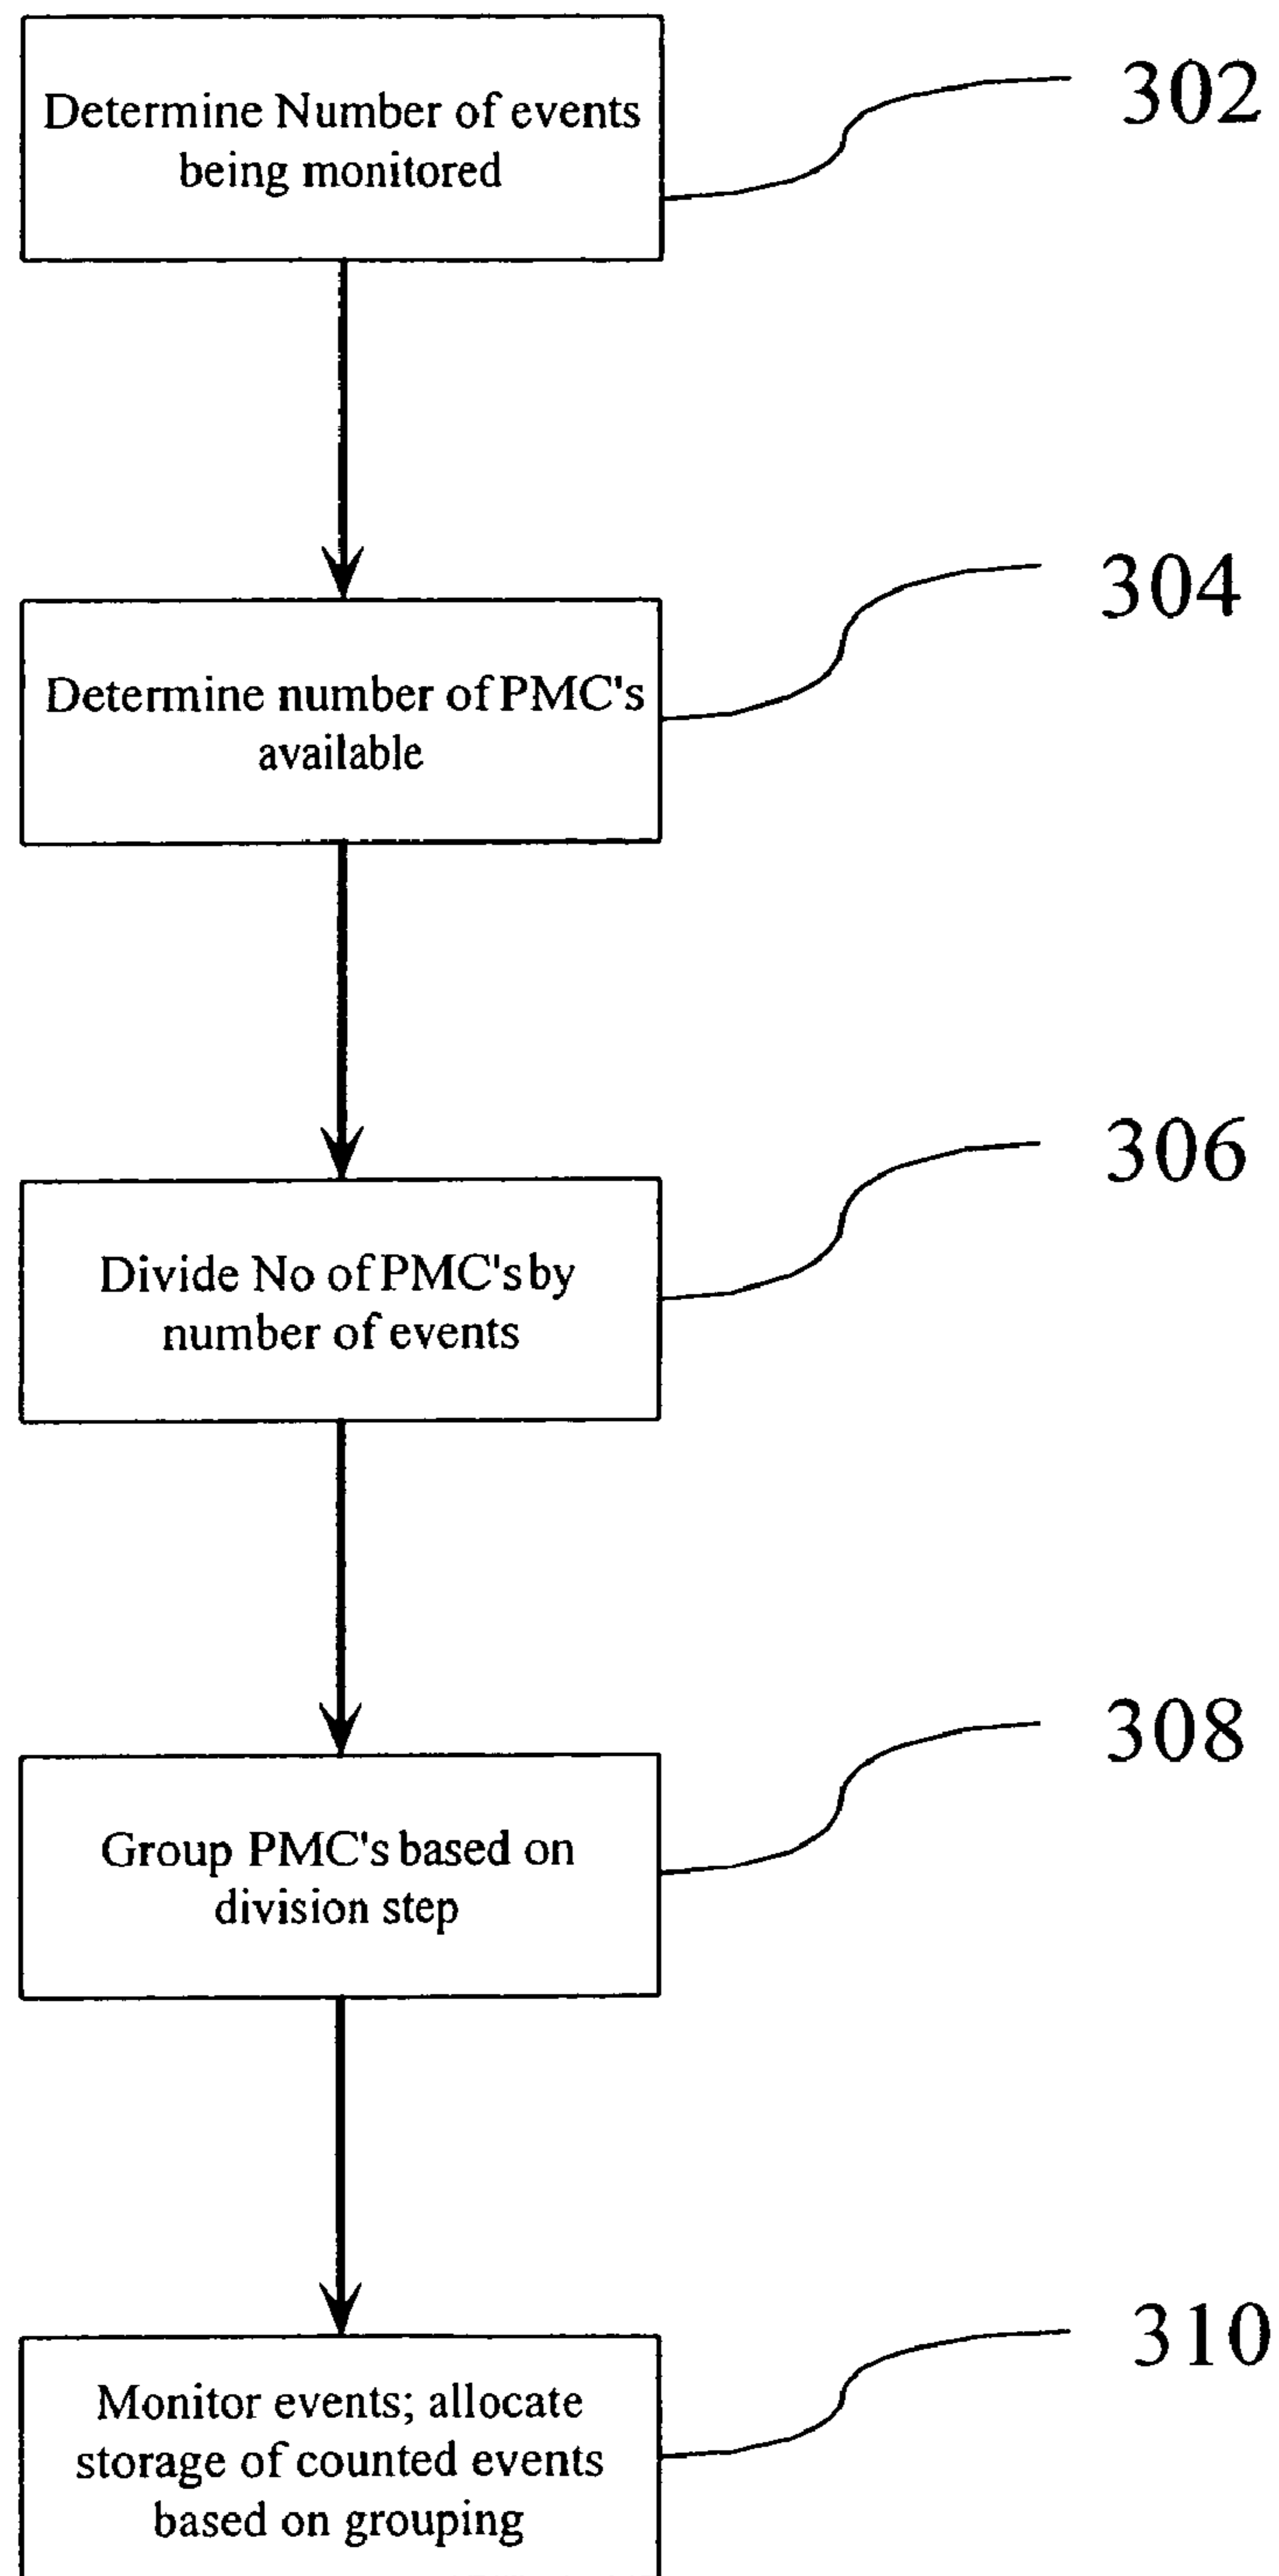 Determine Number of events
being monitored
302
Determine number of PMC's
available
304
Divide No of PMC's by
number of events
306
Group PMC's based on
division step
308
Monitor events; allocate
storage of counted events
based on grouping
310